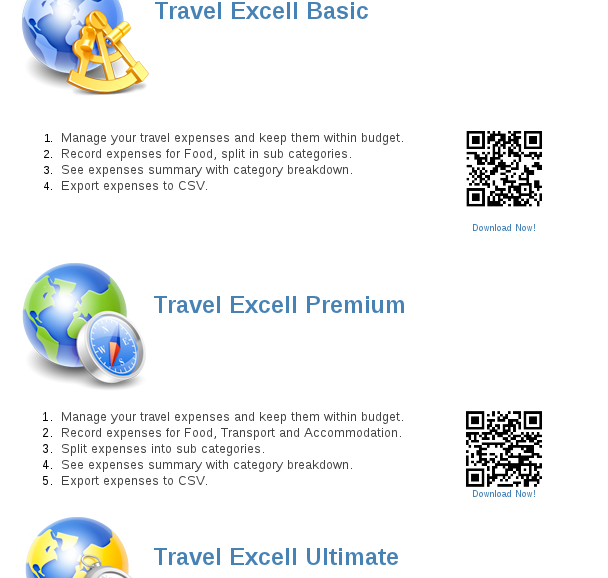 Travel Excell Basic
1. Manage your travel expenses and keep them within budget.
2. Record expenses for Food, split in sub categories.
3. See expenses summary with category breakdown.
4. Export expenses to CSV.
Download Now!
Travel Excell Premium
N
E
W
S
1. Manage your travel expenses and keep them within budget.
2. Record expenses for Food, Transport and Accommodation.
3. Split expenses into sub categories.
4. See expenses summary with category breakdown.
5. Export expenses to CSV.
Download Now!
Travel Excell Ultimate